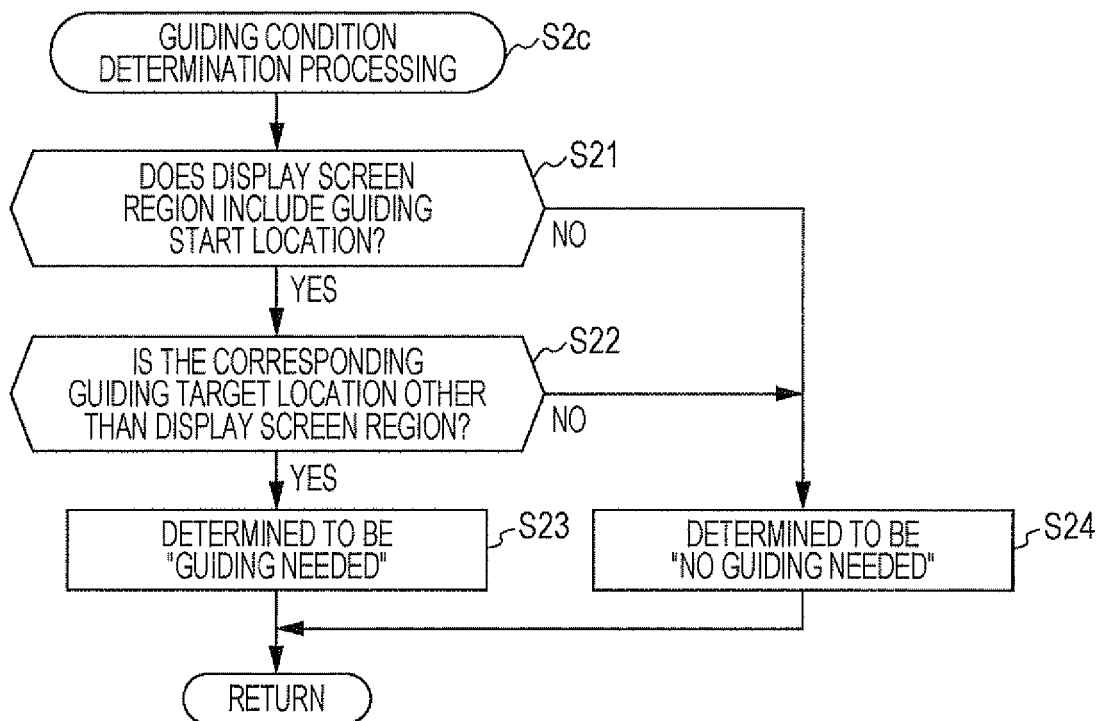 GUIDING CONDITION
DETERMINATION PROCESSING
S2c
DOES DISPLAY SCREEN
REGION INCLUDE GUIDING
START LOCATION?
S21
NO
YES
IS THE CORRESPONDING
GUIDING TARGET LOCATION OTHER
THAN DISPLAY SCREEN REGION?
S22
NO
YES
DETERMINED TO BE
"GUIDING NEEDED"
S23
DETERMINED TO BE
"NO GUIDING NEEDED"
S24
RETURN